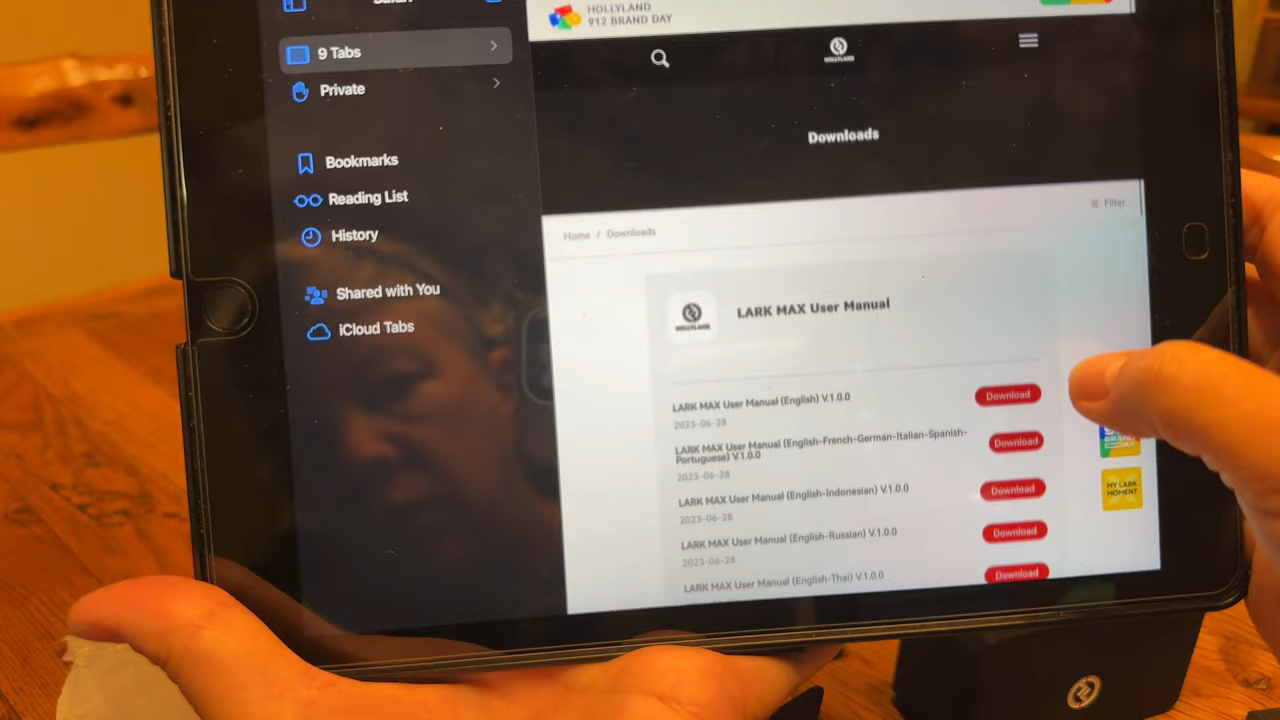 9 Tabs
Private
Bookmarks
Reading List
History
Shared with You
iCloud Tabs
HOLLYLAND
912 BRAND DAY
HOLLYLAND
Downloads
Filter
Home / Downloads
HOLLYLAND
LARK MAX User Manual
LARK MAX User Manual (English) V.1.0.0
Download
2023-06-28
LARK MAX User Manual (English-French-German-Italian-Spanish-
Portuguese) V.1.0.0
Download
2023-06-28
LARK MAX User Manual (English-Indonesian) V.1.0.0
Download
2023-06-28
LARK MAX User Manual (English-Russian) V.1.0.0
Download
2023-06-28
LARK MAX User Manual (English-Thai) V.1.0.0
Download
BRAND
DAY
MY LARK
MOMENT